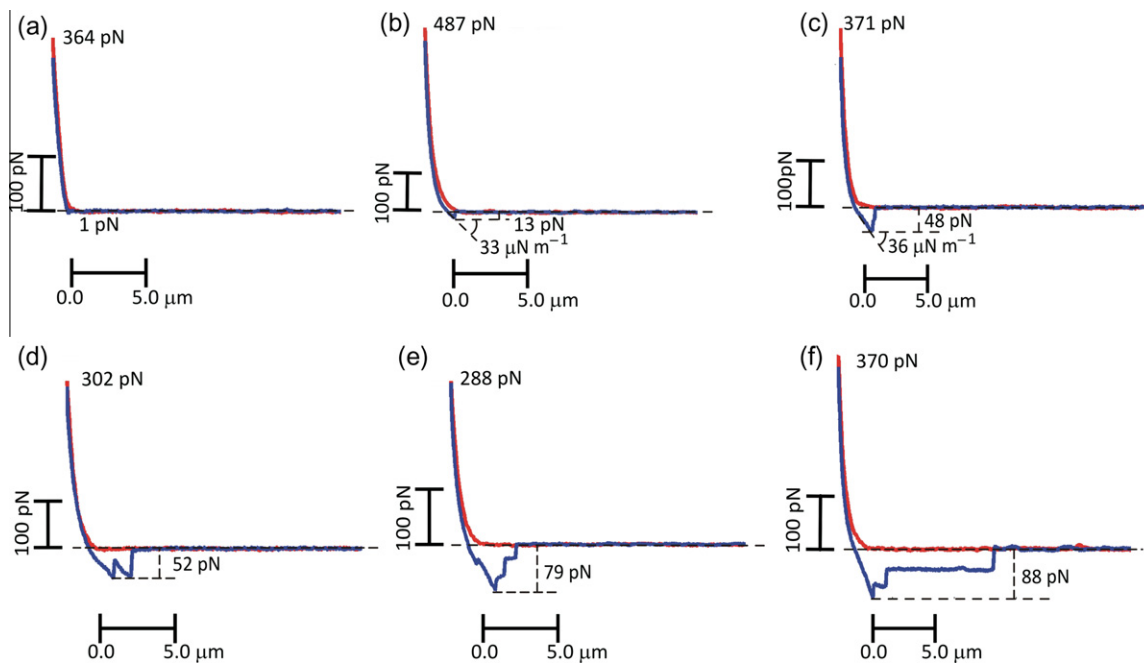 (a)
364 pN
100 pN
1 pN
0.0 5.0 μm
(b)
487 pN
100 pN
13 pN
33 μN m⁻¹
0.0 5.0 μm
(c)
371 pN
100pN
48 pN
36 μN m⁻¹
0.0 5.0 μm
(d)
302 pN
100 pN
52 pN
0.0 5.0 μm
(e)
288 pN
100 pN
79 pN
0.0 5.0 μm
(f)
370 pN
100 pN
88 pN
0.0 5.0 μm